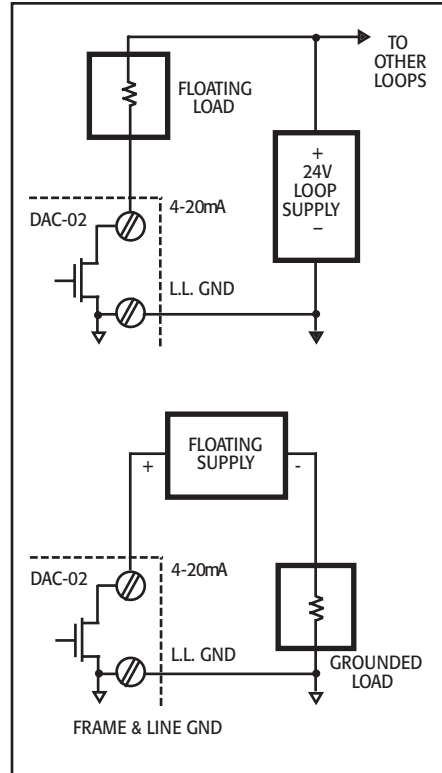 TO
OTHER
LOOPS
FLOATING
LOAD
+
24V
LOOP
SUPPLY
–
DAC-02
4-20mA
L.L. GND
FLOATING
SUPPLY
+
-
DAC-02
4-20mA
L.L. GND
GROUNDED
LOAD
FRAME & LINE GND